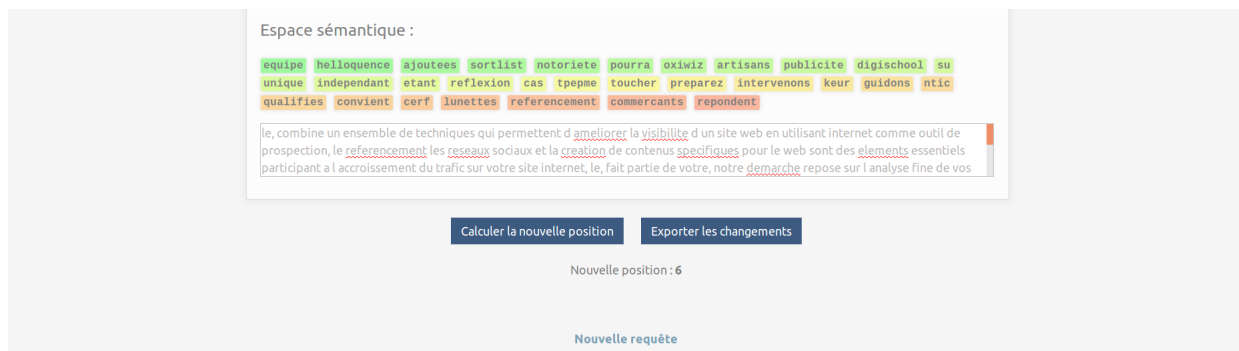 Espace sémantique :
equipe helloquence ajoutees sortlist notoriete pourra oxiwiz artisans publicite digischool su
unique independant etant reflexion cas tpepme toucher preparez intervenons keur guidons ntic
qualifies convient cerf lunettes referencement commercants repondent
le, combine un ensemble de techniques qui permettent d ameliorer la visibilite d un site web en utilisant internet comme outil de
prospection, le referencement les reseaux sociaux et la creation de contenus specifiques pour le web sont des elements essentiels
participant a l accroissement du trafic sur votre site internet, le, fait partie de votre, notre demarche repose sur l analyse fine de vos
Calculer la nouvelle position Exporter les changements
Nouvelle position : 6
Nouvelle requête